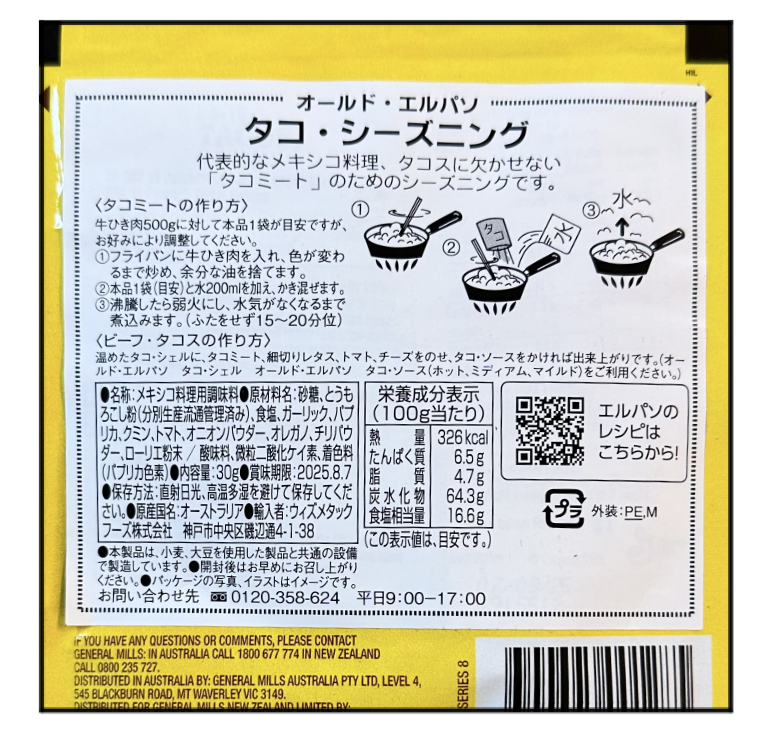 HIL
オールド・エルパソ
タコ・シーズニング
代表的なメキシコ料理、タコスに欠かせない
「タコミート」のためのシーズニングです。
〈タコミートの作り方〉
牛ひき肉500gに対して本品1袋が目安ですが、
お好みにより調整してください。
①フライパンに牛ひき肉を入れ、色が変わ
るまで炒め、余分な油を捨てます。
②本品1袋(目安)と水200mlを加え、かき混ぜます。
③沸騰したら弱火にし、水気がなくなるまで
煮込みます。(ふたをせず15〜20分位)
①
②
タコ
水
③
水
〈ビーフ・タコスの作り方〉
温めたタコ・シェルに、タコミート、細切りレタス、トマト、チーズをのせ、タコ・ソースをかければ出来上がりです。(オー
ルド・エルパソ タコ・シェル オールド・エルパソ タコ・ソース(ホット、ミディアム、マイルド)をご利用ください。)
●名称:メキシコ料理用調味料●原材料名:砂糖、とうも
ろこし粉(分別生産流通管理済み)、食塩、ガーリック、パプ
リカ、クミン、トマト、オニオンパウダー、オレガノ、チリパウ
ダー、ローリエ粉末 / 酸味料、微粒二酸化ケイ素、着色料
(パプリカ色素)●内容量:30g●賞味期限:2025.8.7
●保存方法:直射日光、高温多湿を避けて保存してくだ
さい。●原産国名:オーストラリア●輸入者:ウィズメタック
フーズ株式会社 神戸市中央区磯辺通4-1-38
●本製品は、小麦、大豆を使用した製品と共通の設備
で製造しています。●開封後はお早めにお召し上がり
ください。●パッケージの写真、イラストはイメージです。
お問い合わせ先 0120-358-624 平日9:00−17:00
栄養成分表示
(100g当たり)
熱量 326kcal
たんぱく質 6.5g
脂質 4.7g
炭水化物 64.3g
食塩相当量 16.6g
(この表示値は、目安です。)
エルパソの
レシピは
こちらから!
プラ 外装:PE,M
IF YOU HAVE ANY QUESTIONS OR COMMENTS, PLEASE CONTACT
GENERAL MILLS: IN AUSTRALIA CALL 1800 677 774 IN NEW ZEALAND
CALL 0800 235 727.
DISTRIBUTED IN AUSTRALIA BY: GENERAL MILLS AUSTRALIA PTY LTD, LEVEL 4,
545 BLACKBURN ROAD, MT WAVERLEY VIC 3149.
DISTRIBUTED FOR GENERAL MILLS NEW ZEALAND LIMITED BY:
SERIES 8